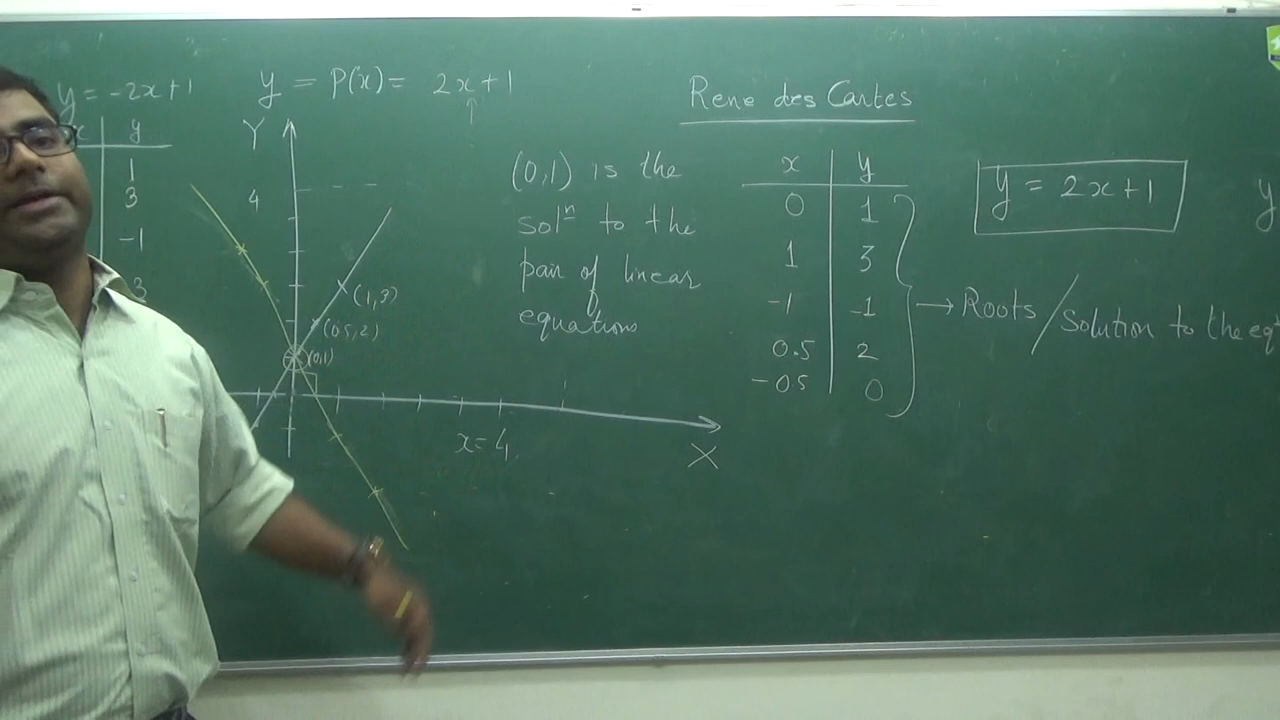 y = -2x+1
y = P(x) = 2x+1
↑
y
1
3
-1
3
Y
4
(1,3)
(0.5,2)
(0,1)
x=4
X
(0,1) is the
solⁿ to the
pair of linear
equations
Rene des Cartes
x y
0 1
1 3
-1 -1
0.5 2
-0.5 0
y = 2x+1
→ Roots / Solution to the eq
y